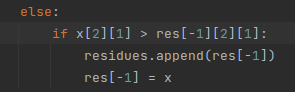 else:
    if x[2][1] > res[-1][2][1]:
        residues.append(res[-1])
        res[-1] = x